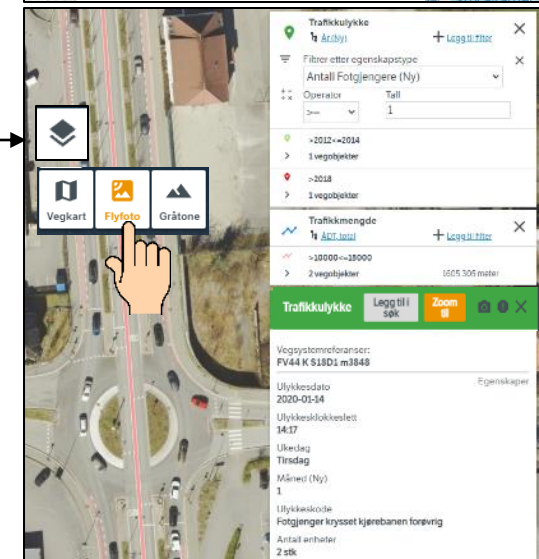 Trafikkulykke
År (Ny)
Legg til filter
Filtrer etter egenskapstype
Antall Fotgjengere (Ny)
Operator Tall
>= 1
>2012<=2014
1 vegobjekter
>2018
1 vegobjekter
Trafikkmengde
ÅDT, total
Legg til filter
>10000<=15000
2 vegobjekter 1605.305 meter
Vegkart Flyfoto Gråtone
Trafikkulykke
Legg til i
søk
Zoom
til
Vegsystemreferanser:
FV44 K S18D1 m3848
Egenskaper
Ulykkesdato
2020-01-14
Ulykkesklokkeslett
14:17
Ukedag
Tirsdag
Måned (Ny)
1
Ulykkeskode
Fotgjenger krysset kjørebanen forøvrig
Antall enheter
2 stk